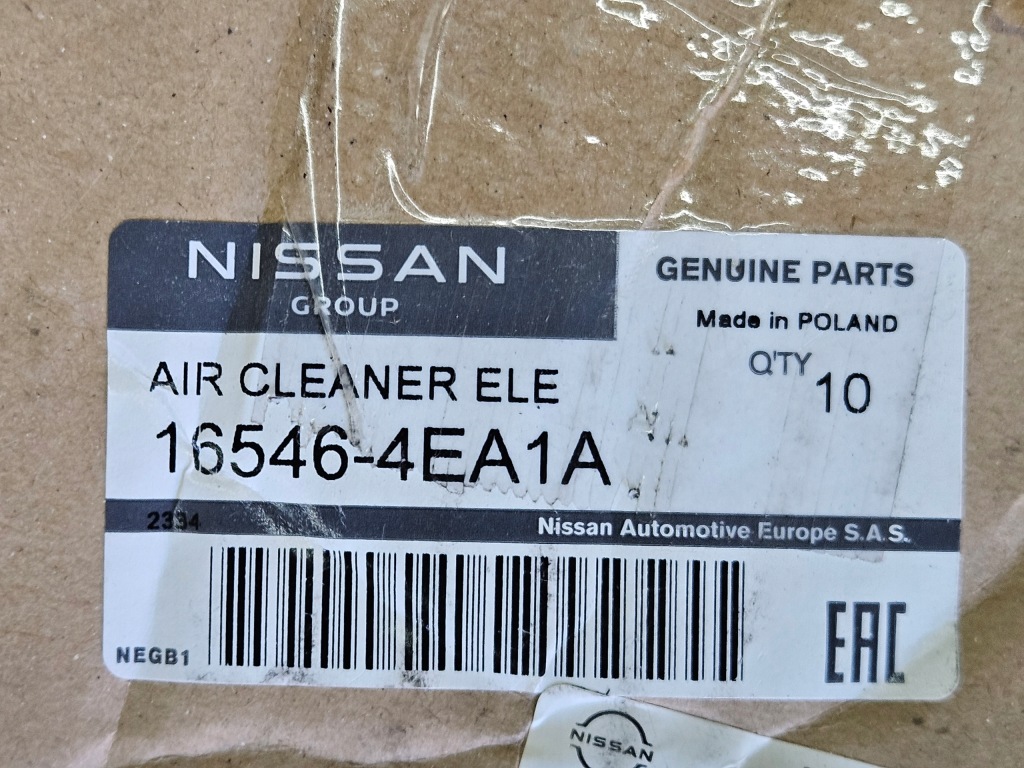 NISSAN
GROUP
GENUINE PARTS
Made in POLAND
Q'TY 10
AIR CLEANER ELE
16546-4EA1A
2334
Nissan Automotive Europe S.A.S.
NEGB1
EAC
NISSAN